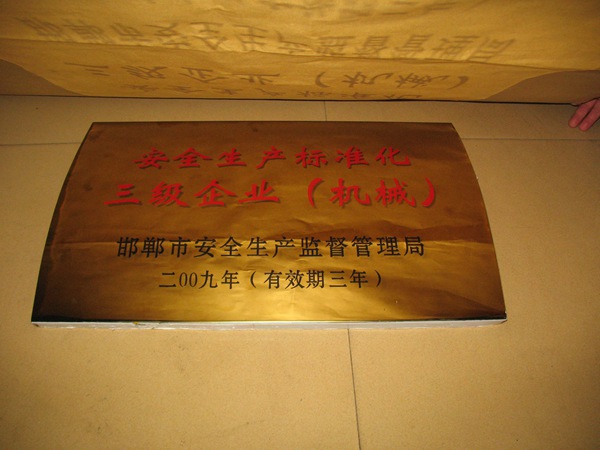 安全生产标准化
三级企业（机械）
邯郸市安全生产监督管理局
二00九年（有效期三年）